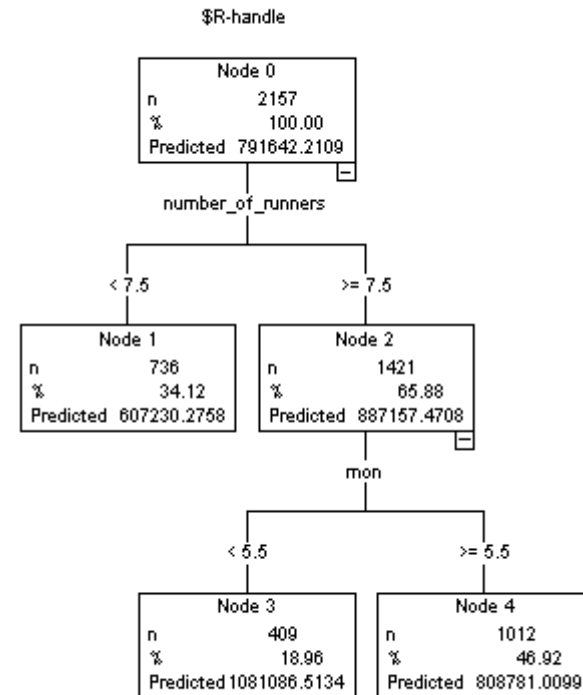 $R-handle
Node 0
n 2157
% 100.00
Predicted 791642.2109
number_of_runners
< 7.5 >= 7.5
Node 1 Node 2
n 736 n 1421
% 34.12 % 65.88
Predicted 607230.2758 Predicted 887157.4708
mon
< 5.5 >= 5.5
Node 3 Node 4
n 409 n 1012
% 18.96 % 46.92
Predicted 1081086.5134 Predicted 808781.0099